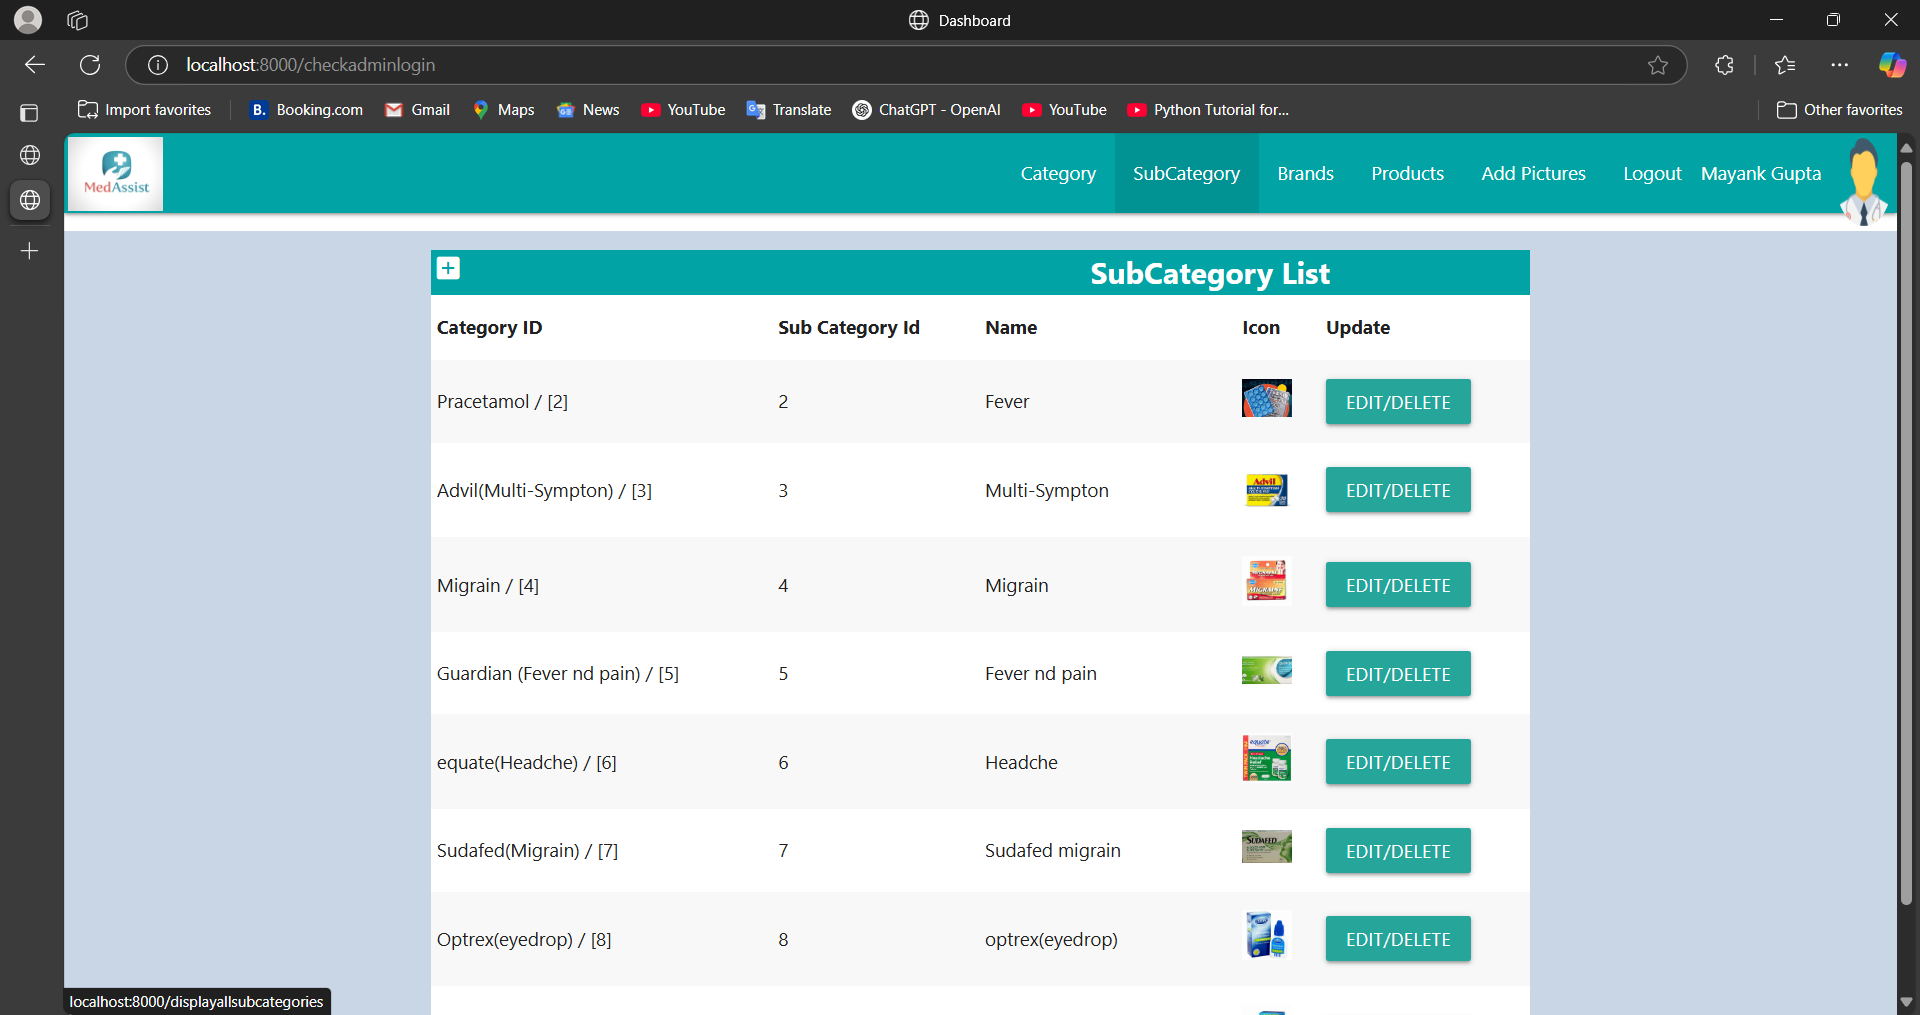 Dashboard
localhost:8000/checkadminlogin
Import favorites
B. Booking.com
Gmail
Maps
News
YouTube
Translate
ChatGPT - OpenAI
YouTube
Python Tutorial for...
Other favorites
MedAssist
Category SubCategory Brands Products Add Pictures Logout Mayank Gupta
SubCategory List
Category ID Sub Category Id Name Icon Update
Pracetamol / [2] 2 Fever EDIT/DELETE
Advil(Multi-Sympton) / [3] 3 Multi-Sympton Advil EDIT/DELETE
Migrain / [4] 4 Migrain EDIT/DELETE
Guardian (Fever nd pain) / [5] 5 Fever nd pain EDIT/DELETE
equate(Headche) / [6] 6 Headche equate EDIT/DELETE
Sudafed(Migrain) / [7] 7 Sudafed migrain SUDAFED EDIT/DELETE
Optrex(eyedrop) / [8] 8 optrex(eyedrop) EDIT/DELETE
localhost:8000/displayallsubcategories